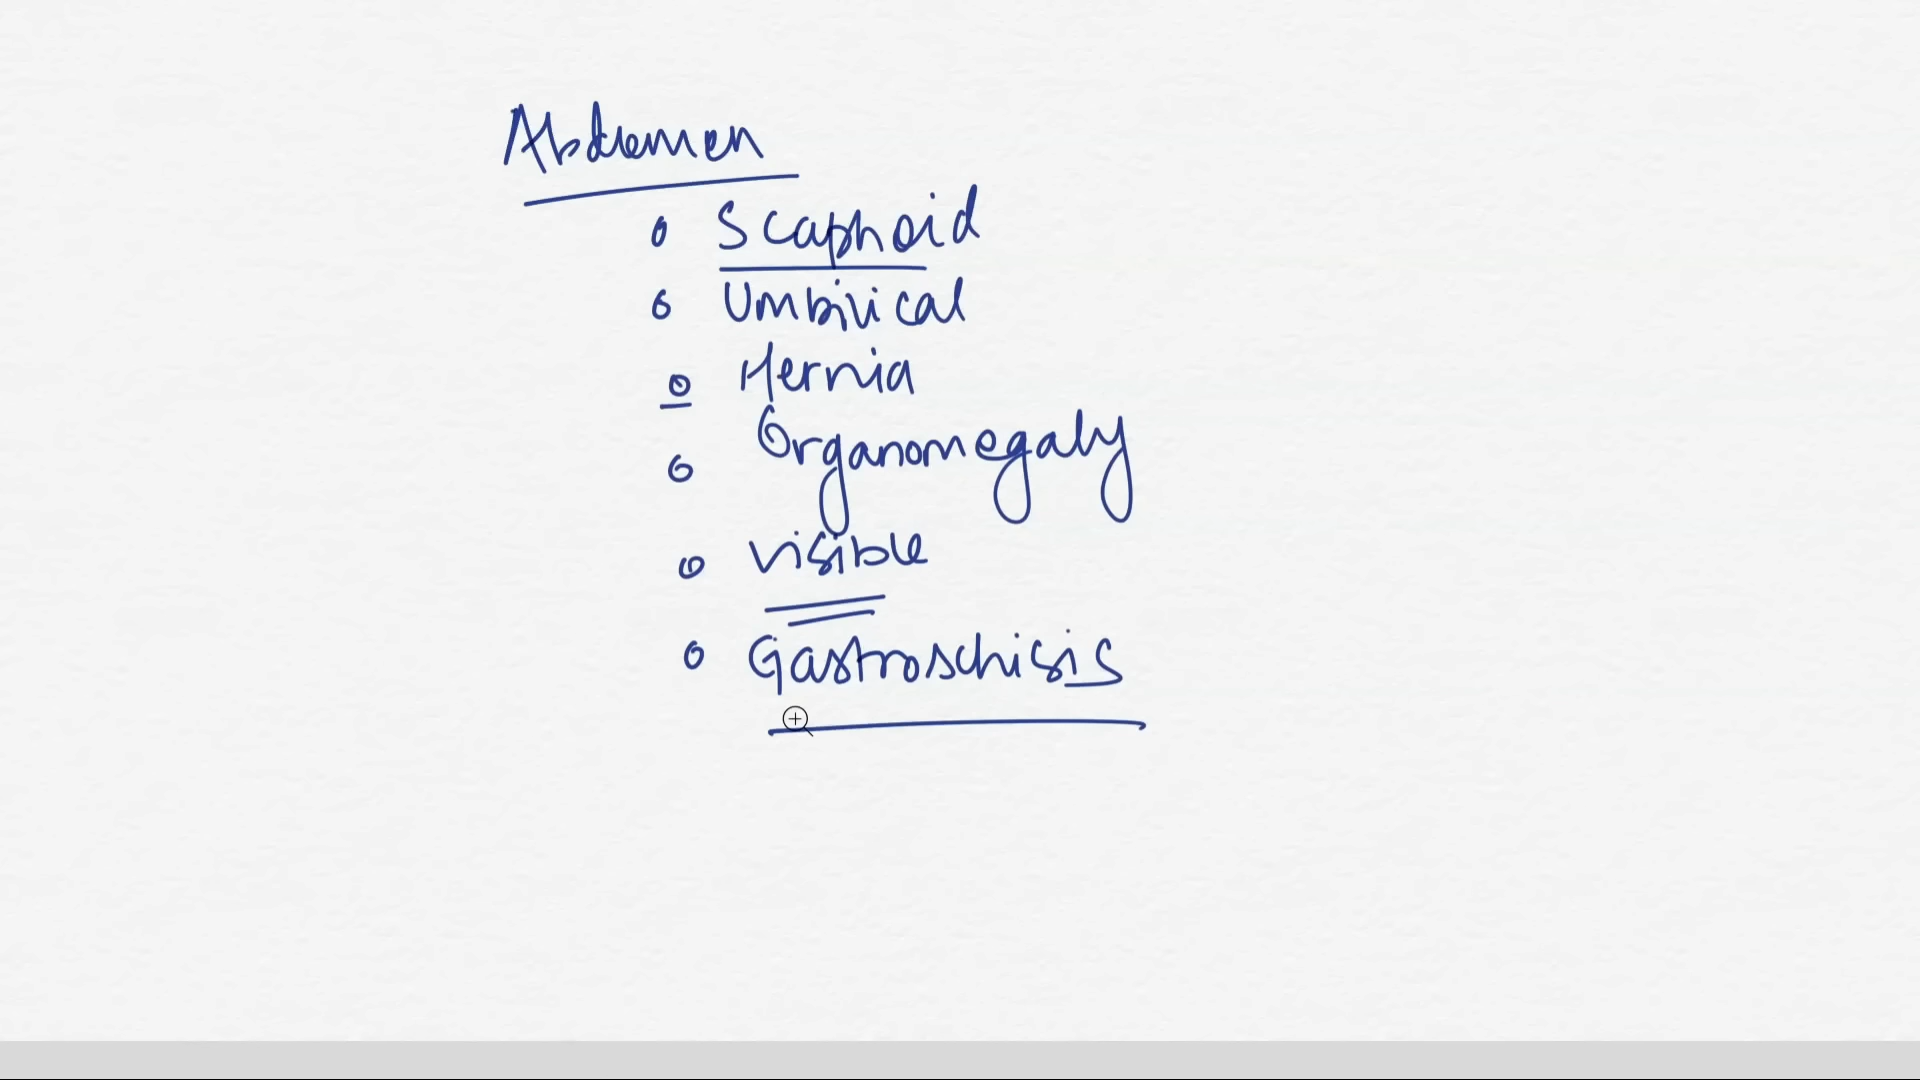 Abdomen
Scaphoid
Umbilical
Hernia
Organomegaly
visible
Gastroschisis